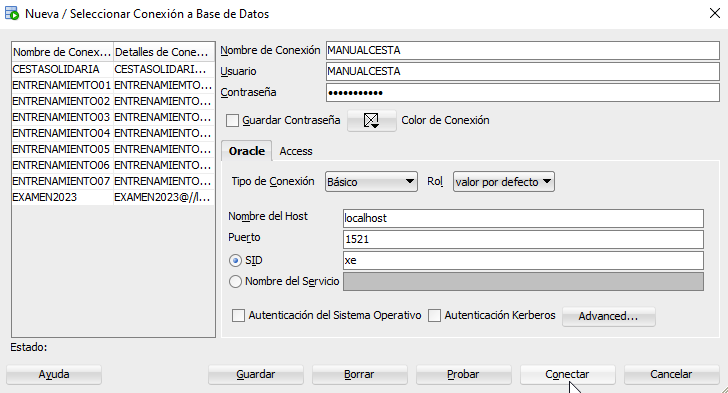 Nueva / Seleccionar Conexión a Base de Datos
Nombre de Conex... Detalles de Cone...
CESTASOLIDARIA CESTASOLIDARI...
ENTRENAMIEMTO01 ENTRENAMIEMTO...
ENTRENAMIENTO02 ENTRENAMIENTO...
ENTRENAMIENTO03 ENTRENAMIENTO...
ENTRENAMIENTO04 ENTRENAMIENTO...
ENTRENAMIENTO05 ENTRENAMIENTO...
ENTRENAMIENTO06 ENTRENAMIENTO...
ENTRENAMIENTO07 ENTRENAMIENTO...
EXAMEN2023 EXAMEN2023@//l...
Nombre de Conexión MANUALCESTA
Usuario MANUALCESTA
Contraseña •••••••••••
Guardar Contraseña Color de Conexión
Oracle Access
Tipo de Conexión Básico Rol valor por defecto
Nombre del Host localhost
Puerto 1521
SID xe
Nombre del Servicio
Autenticación del Sistema Operativo Autenticación Kerberos Advanced...
Estado:
Ayuda Guardar Borrar Probar Conectar Cancelar